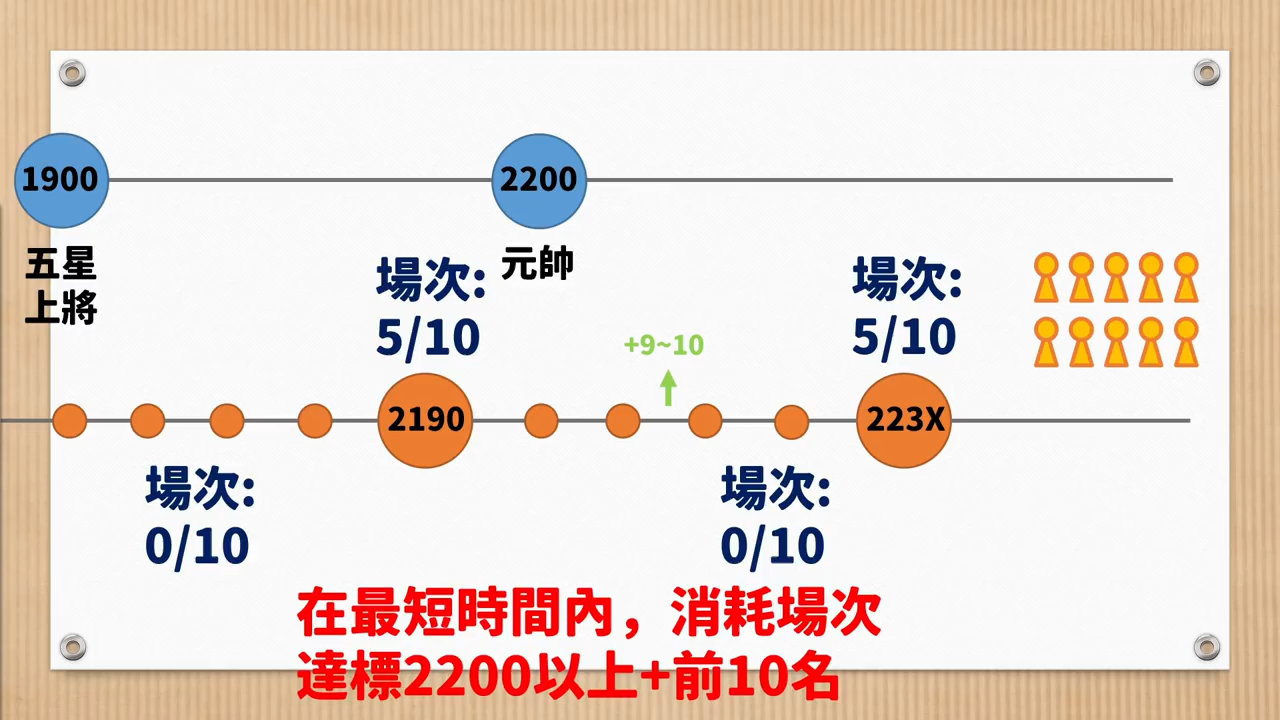 1900
2200
五星
上將
元帥
場次:
5/10
場次:
5/10
+9~10
2190
223X
場次:
0/10
場次:
0/10
在最短時間內，消耗場次
達標2200以上+前10名